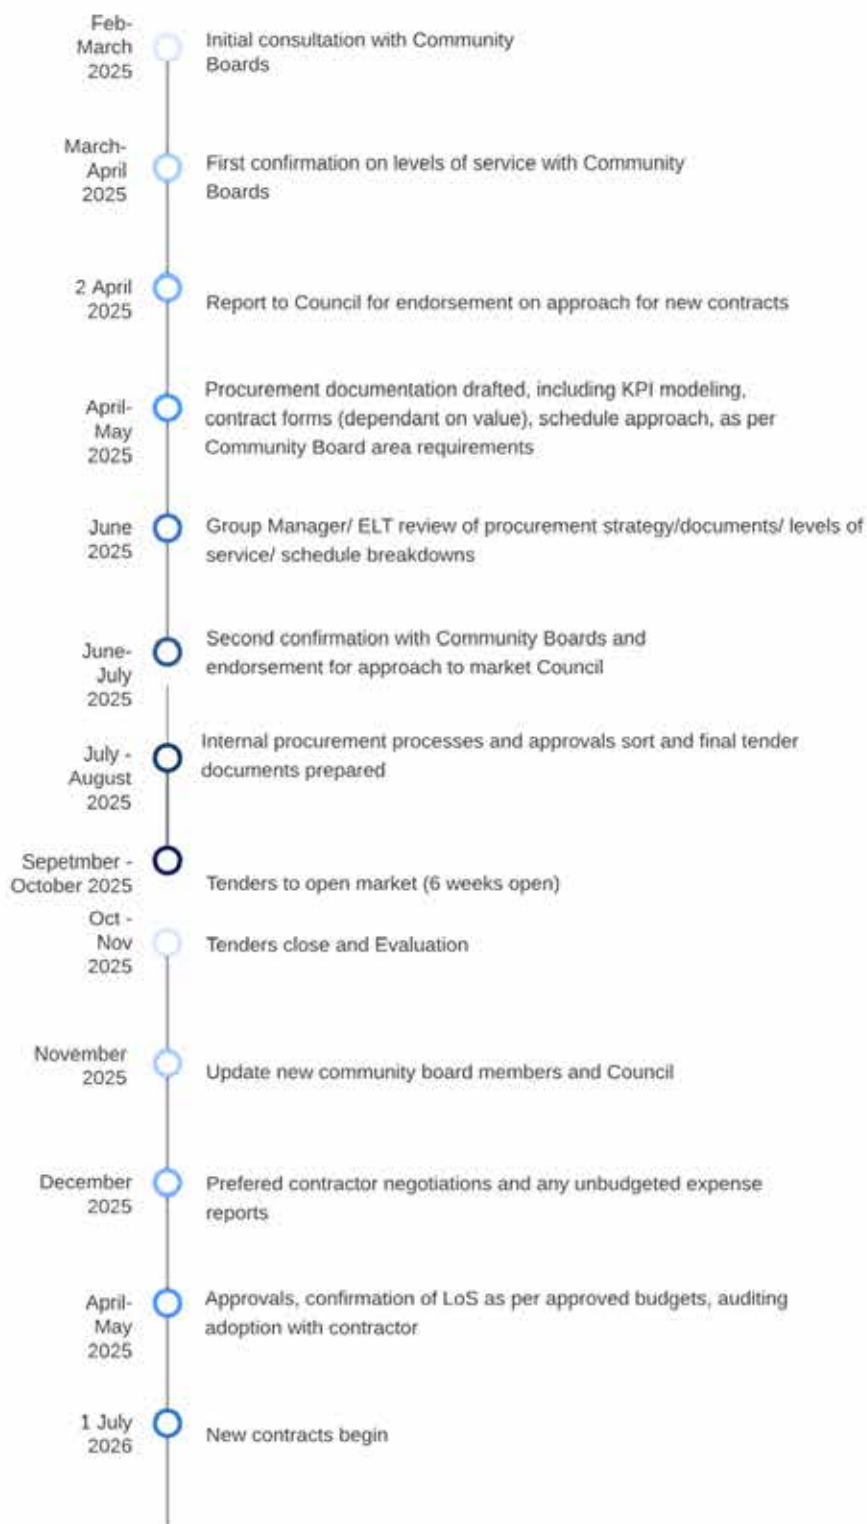 Feb-
March
2025
Initial consultation with Community
Boards
March-
April
2025
First confirmation on levels of service with Community
Boards
2 April
2025
Report to Council for endorsement on approach for new contracts
April-
May
2025
Procurement documentation drafted, including KPI modeling,
contract forms (dependant on value), schedule approach, as per
Community Board area requirements
June
2025
Group Manager/ ELT review of procurement strategy/documents/ levels of
service/ schedule breakdowns
June-
July
2025
Second confirmation with Community Boards and
endorsement for approach to market Council
July -
August
2025
Internal procurement processes and approvals sort and final tender
documents prepared
Sepetmber -
October 2025
Tenders to open market (6 weeks open)
Oct -
Nov
2025
Tenders close and Evaluation
November
2025
Update new community board members and Council
December
2025
Prefered contractor negotiations and any unbudgeted expense
reports
April-
May
2025
Approvals, confirmation of LoS as per approved budgets, auditing
adoption with contractor
1 July
2026
New contracts begin